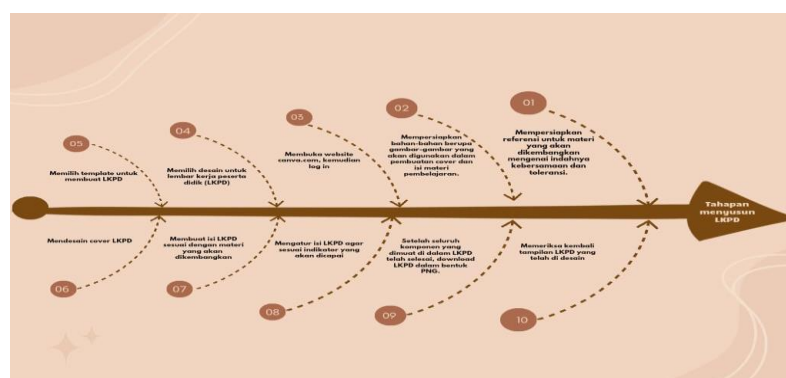 01
Mempersiapkan
referensi untuk materi
yang akan
dikembangkan
mengenai indahnya
kebersamaan dan
toleransi.
02
Mempersiapkan
bahan-bahan berupa
gambar-gambar yang
akan digunakan dalam
pembuatan cover dan
isi materi
pembelajaran.
03
Membuka website
canva.com, kemudian
log in
04
Memilih desain untuk
lembar kerja peserta
didik (LKPD)
05
Memilih template untuk
membuat LKPD
Tahapan
mengusun
LKPD
Mendesain cover LKPD
06
Membuat isi LKPD
sesuai dengan materi
yang akan
dikembangkan
07
Mengatur isi LKPD agar
sesuai indikator yang
akan dicapai
08
Setelah seluruh
komponen yang
dimuat di dalam LKPD
telah selesai, download
LKPD dalam bentuk
PNG.
09
Memeriksa kembali
tampilan LKPD yang
telah di desain
10